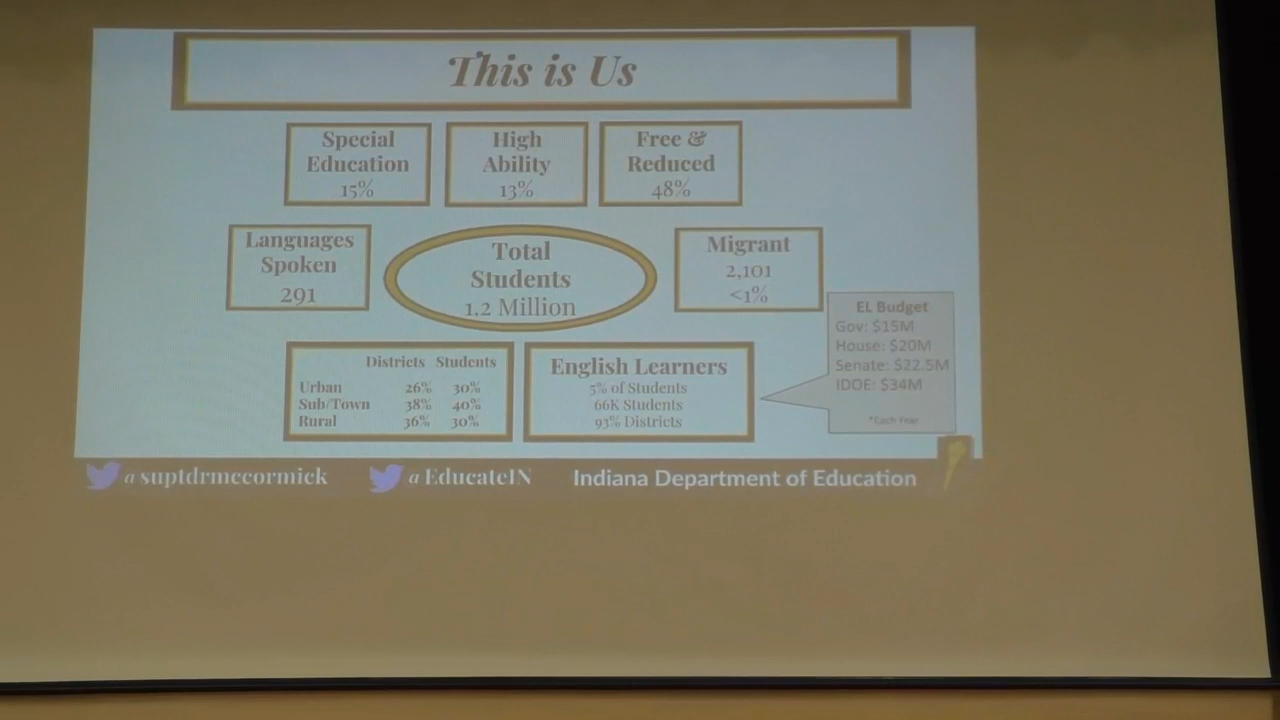 This is Us
Special
Education
15%
High
Ability
13%
Free &
Reduced
48%
Languages
Spoken
291
Total
Students
1.2 Million
Migrant
2,101
<1%
EL Budget
Gov: $15M
House: $20M
Senate: $22.5M
IDOE: $34M
*Each Year
Districts Students
Urban 26% 30%
Sub/Town 38% 40%
Rural 36% 30%
English Learners
5% of Students
66K Students
93% Districts
@suptdrmccormick
@EducateIN
Indiana Department of Education